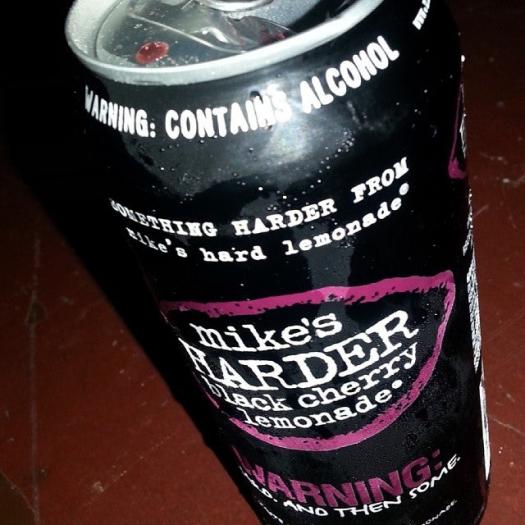 WARNING: CONTAINS ALCOHOL
SOMETHING HARDER FROM
mike's hard lemonade®
mike's
HARDER
black cherry
lemonade.
WARNING:
AND THEN SOME.